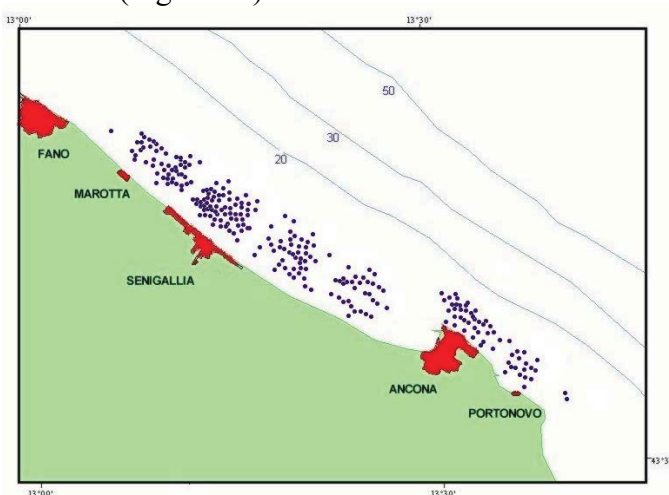 13°00'
13°30'
50
30
20
FANO
MAROTTA
SENIGALLIA
ANCONA
PORTONOVO
13°00'
13°30'